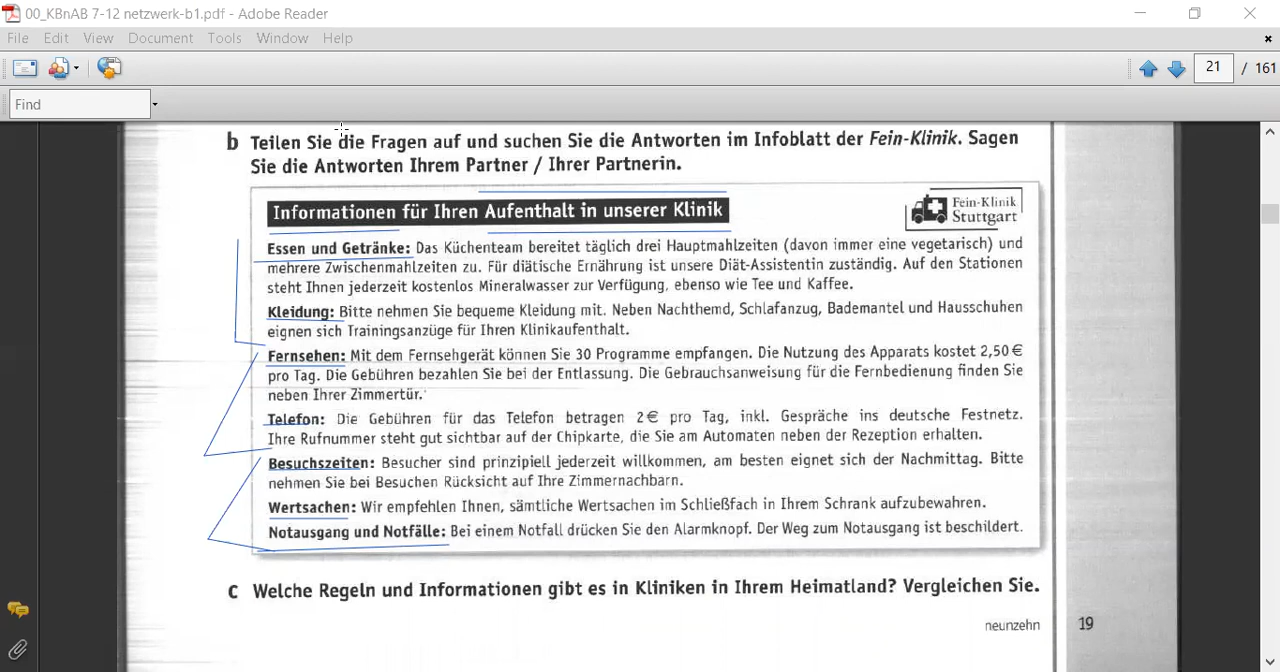 00_KBnAB 7-12 netzwerk-b1.pdf - Adobe Reader
File Edit View Document Tools Window Help
21 / 161
Find
b Teilen Sie die Fragen auf und suchen Sie die Antworten im Infoblatt der Fein-Klinik. Sagen
Sie die Antworten Ihrem Partner / Ihrer Partnerin.
Informationen für Ihren Aufenthalt in unserer Klinik
Fein-Klinik
Stuttgart
Essen und Getränke: Das Küchenteam bereitet täglich drei Hauptmahlzeiten (davon immer eine vegetarisch) und
mehrere Zwischenmahlzeiten zu. Für diätische Ernährung ist unsere Diät-Assistentin zuständig. Auf den Stationen
steht Ihnen jederzeit kostenlos Mineralwasser zur Verfügung, ebenso wie Tee und Kaffee.
Kleidung: Bitte nehmen Sie bequeme Kleidung mit. Neben Nachthemd, Schlafanzug, Bademantel und Hausschuhen
eignen sich Trainingsanzüge für Ihren Klinikaufenthalt.
Fernsehen: Mit dem Fernsehgerät können Sie 30 Programme empfangen. Die Nutzung des Apparats kostet 2,50 €
pro Tag. Die Gebühren bezahlen Sie bei der Entlassung. Die Gebrauchsanweisung für die Fernbedienung finden Sie
neben Ihrer Zimmertür.
Telefon: Die Gebühren für das Telefon betragen 2 € pro Tag, inkl. Gespräche ins deutsche Festnetz.
Ihre Rufnummer steht gut sichtbar auf der Chipkarte, die Sie am Automaten neben der Rezeption erhalten.
Besuchszeiten: Besucher sind prinzipiell jederzeit willkommen, am besten eignet sich der Nachmittag. Bitte
nehmen Sie bei Besuchen Rücksicht auf Ihre Zimmernachbarn.
Wertsachen: Wir empfehlen Ihnen, sämtliche Wertsachen im Schließfach in Ihrem Schrank aufzubewahren.
Notausgang und Notfälle: Bei einem Notfall drücken Sie den Alarmknopf. Der Weg zum Notausgang ist beschildert.
c Welche Regeln und Informationen gibt es in Kliniken in Ihrem Heimatland? Vergleichen Sie.
neunzehn 19